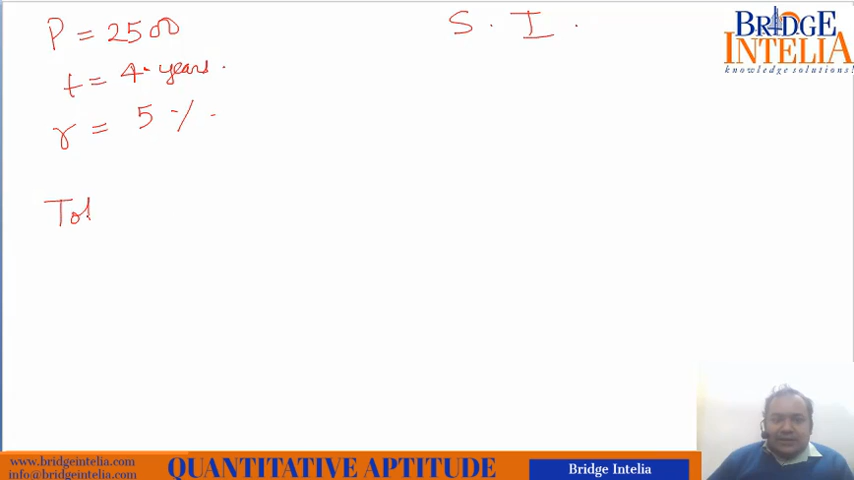 P = 2500
S. I.
t = 4 years.
r = 5 %.
Tot
BRIDGE
INTELIA
knowledge solutions!
www.bridgeintelia.com
info@bridgeintelia.com
QUANTITATIVE APTITUDE
Bridge Intelia